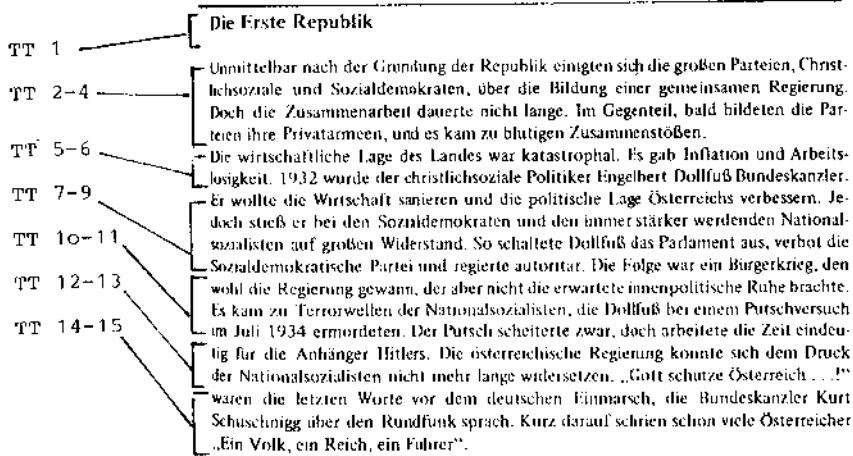 TT 1
TT 2-4
TT 5-6
TT 7-9
TT 1o-11
TT 12-13
TT 14-15
Die Erste Republik
Unmittelbar nach der Gründung der Republik einigten sich die großen Parteien, Christ-
lichsoziale und Sozialdemokraten, über die Bildung einer gemeinsamen Regierung.
Doch die Zusammenarbeit dauerte nicht lange. Im Gegenteil, bald bildeten die Par-
teien ihre Privatarmeen, und es kam zu blutigen Zusammenstößen.
Die wirtschaftliche Lage des Landes war katastrophal. Es gab Inflation und Arbeits-
losigkeit. 1932 wurde der christlichsoziale Politiker Engelbert Dollfuß Bundeskanzler.
Er wollte die Wirtschaft sanieren und die politische Lage Österreichs verbessern. Je-
doch stieß er bei den Sozialdemokraten und den immer stärker werdenden National-
sozialisten auf großen Widerstand. So schaltete Dollfuß das Parlament aus, verbot die
Sozialdemokratische Partei und regierte autoritär. Die Folge war ein Bürgerkrieg, den
wohl die Regierung gewann, der aber nicht die erwartete innenpolitische Ruhe brachte.
Es kam zu Terrorwellen der Nationalsozialisten, die Dollfuß bei einem Putschversuch
im Juli 1934 ermordeten. Der Putsch scheiterte zwar, doch arbeitete die Zeit eindeu-
tig für die Anhänger Hitlers. Die österreichische Regierung konnte sich dem Druck
der Nationalsozialisten nicht mehr lange widersetzen. „Gott schütze Österreich . . .!“
waren die letzten Worte vor dem deutschen Einmarsch, die Bundeskanzler Kurt
Schuschnigg über den Rundfunk sprach. Kurz darauf schrien schon viele Österreicher
„Ein Volk, ein Reich, ein Führer“.